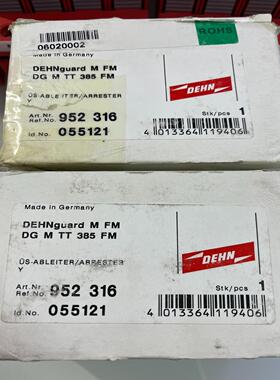 06020002
ROHS
Made in Germany
DEHNguard M FM
DG M TT 385 FM
DEHN
ÜS-ABLEITER/ARRESTER
Y
Stk/pcs 1
Art.Nr.
Ref.No. 952 316
Id.No. 055121
4 013364 119406
Made in Germany
DEHNguard M FM
DG M TT 385 FM
DEHN
ÜS-ABLEITER/ARRESTER
Y
Stk/pcs 1
Art.Nr.
Ref.No. 952 316
Id.No. 055121
4 013364 119406